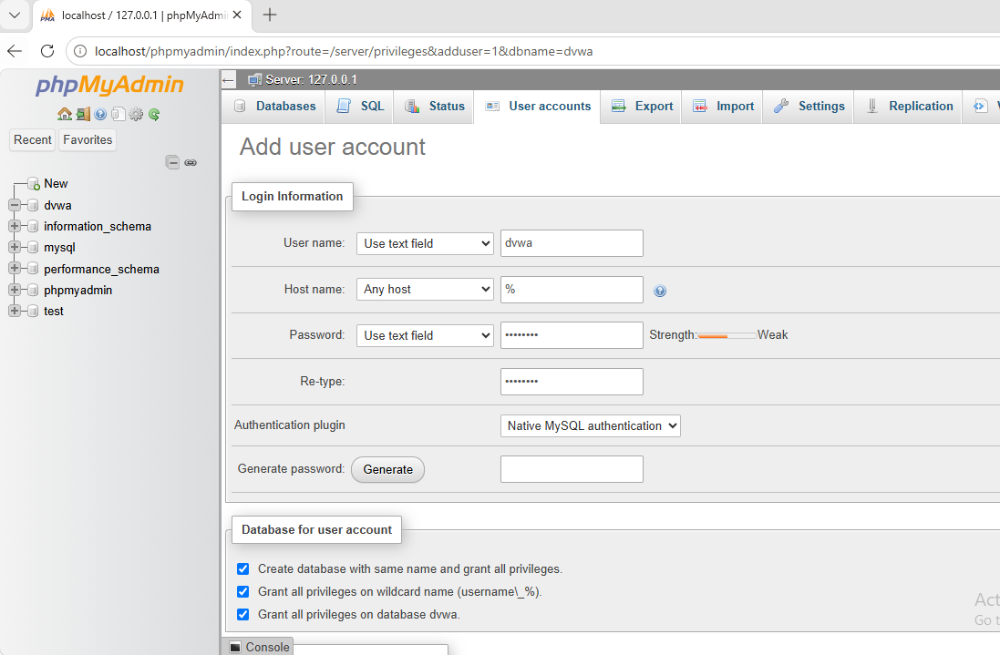 localhost / 127.0.0.1 | phpMyAdmi
localhost/phpmyadmin/index.php?route=/server/privileges&adduser=1&dbname=dvwa
phpMyAdmin
Recent Favorites
New
dvwa
information_schema
mysql
performance_schema
phpmyadmin
test
Server: 127.0.0.1
Databases SQL Status User accounts Export Import Settings Replication
Add user account
Login Information
User name: Use text field dvwa
Host name: Any host %
Password: Use text field •••••••• Strength: Weak
Re-type: ••••••••
Authentication plugin Native MySQL authentication
Generate password: Generate
Database for user account
Create database with same name and grant all privileges.
Grant all privileges on wildcard name (username\_%).
Grant all privileges on database dvwa.
Console